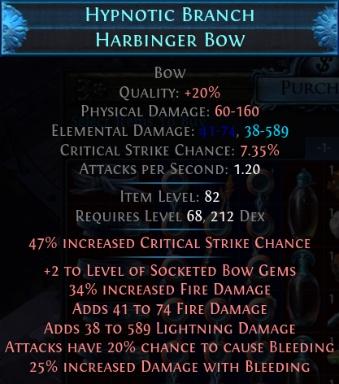 Hypnotic Branch
Harbinger Bow
Bow
Quality: +20%
Physical Damage: 60-160
Elemental Damage: 41-74, 38-589
Critical Strike Chance: 7.35%
Attacks per Second: 1.20
Item Level: 82
Requires Level 68, 212 Dex
47% increased Critical Strike Chance
+2 to Level of Socketed Bow Gems
34% increased Fire Damage
Adds 41 to 74 Fire Damage
Adds 38 to 589 Lightning Damage
Attacks have 20% chance to cause Bleeding
25% increased Damage with Bleeding